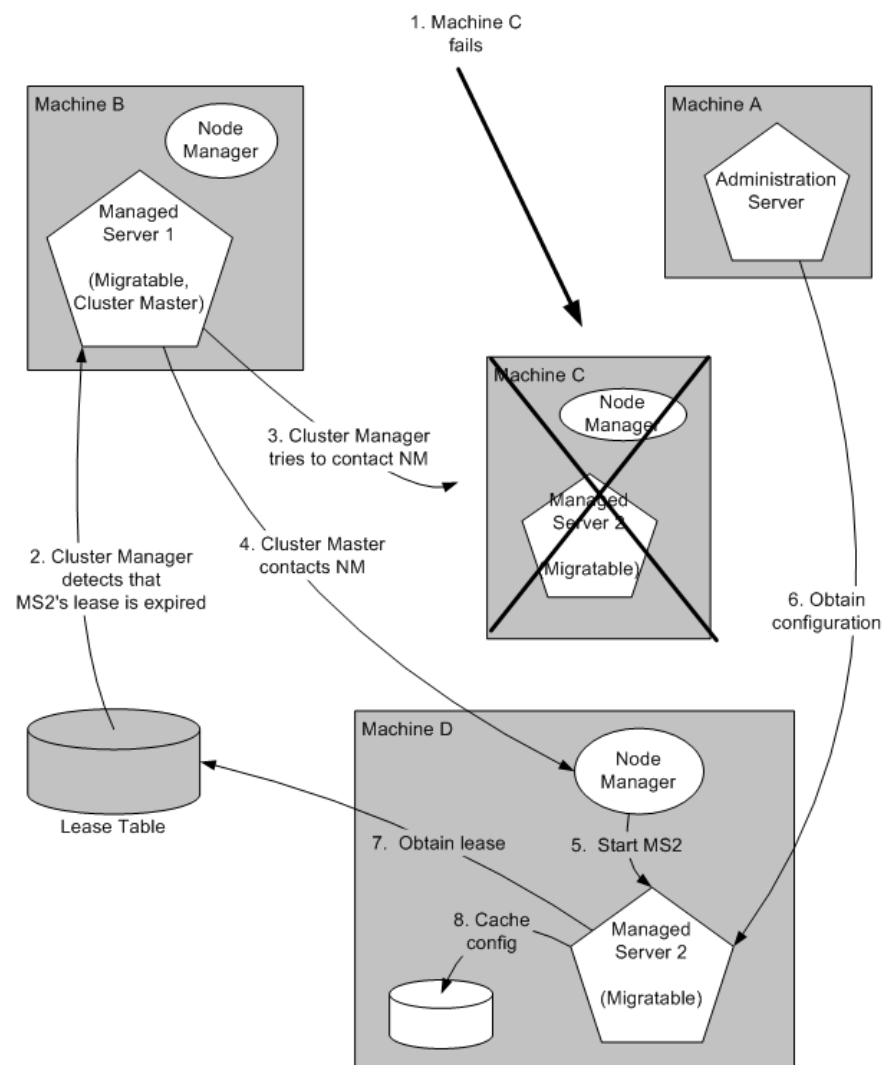 1. Machine C
fails
Machine B
Node
Manager
Managed
Server 1
(Migratable,
Cluster Master)
Machine A
Administration
Server
Machine C
Node
Manager
Managed
Server 2
(Migratable)
3. Cluster Manager
tries to contact NM
4. Cluster Master
contacts NM
2. Cluster Manager
detects that
MS2's lease is expired
6. Obtain
configuration
Lease Table
Machine D
Node
Manager
7. Obtain lease
5. Start MS2
8. Cache
config
Managed
Server 2
(Migratable)